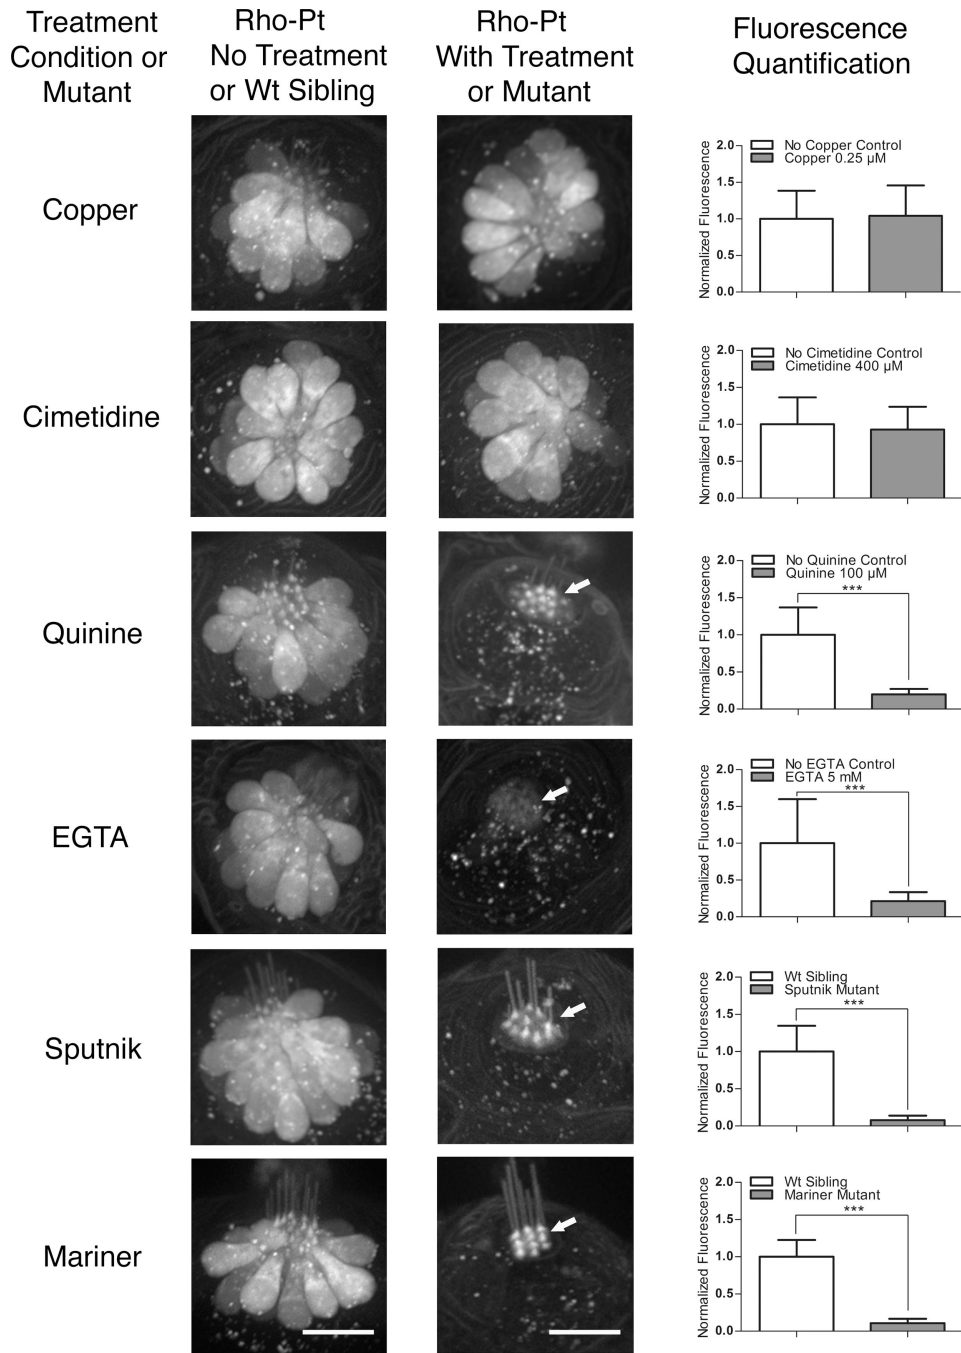 Treatment
Condition or
Mutant
Rho-Pt
No Treatment
or Wt Sibling
Rho-Pt
With Treatment
or Mutant
Fluorescence
Quantification
Copper
Normalized Fluorescence
2.0
1.5
1.0
0.5
0.0
No Copper Control
Copper 0.25 µM
Cimetidine
Normalized Fluorescence
2.0
1.5
1.0
0.5
0.0
No Cimetidine Control
Cimetidine 400 µM
Quinine
Normalized Fluorescence
2.0
1.5
1.0
0.5
0.0
No Quinine Control
Quinine 100 µM
***
EGTA
Normalized Fluorescence
2.0
1.5
1.0
0.5
0.0
No EGTA Control
EGTA 5 mM
***
Sputnik
Normalized Fluorescence
2.0
1.5
1.0
0.5
0.0
Wt Sibling
Sputnik Mutant
***
Mariner
Normalized Fluorescence
2.0
1.5
1.0
0.5
0.0
Wt Sibling
Mariner Mutant
***